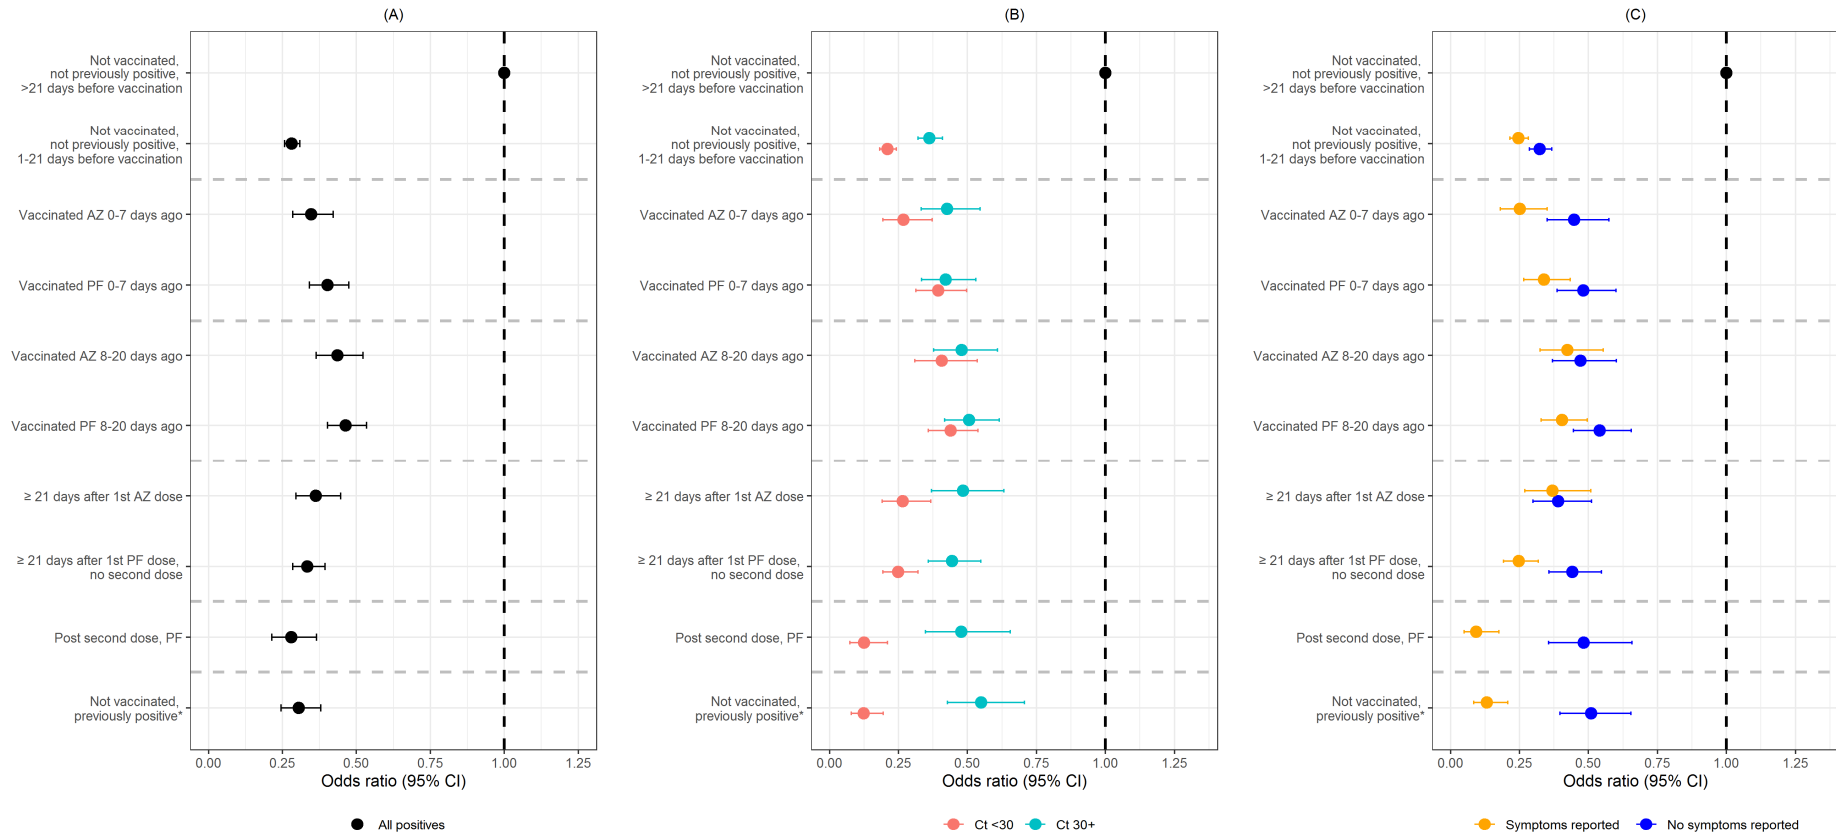 (A)
Not vaccinated,
not previously positive,
>21 days before vaccination
Not vaccinated,
not previously positive,
1-21 days before vaccination
Vaccinated AZ 0-7 days ago
Vaccinated PF 0-7 days ago
Vaccinated AZ 8-20 days ago
Vaccinated PF 8-20 days ago
≥ 21 days after 1st AZ dose
≥ 21 days after 1st PF dose,
no second dose
Post second dose, PF
Not vaccinated,
previously positive*
0.00 0.25 0.50 0.75 1.00 1.25
Odds ratio (95% CI)
All positives
(B)
Not vaccinated,
not previously positive,
>21 days before vaccination
Not vaccinated,
not previously positive,
1-21 days before vaccination
Vaccinated AZ 0-7 days ago
Vaccinated PF 0-7 days ago
Vaccinated AZ 8-20 days ago
Vaccinated PF 8-20 days ago
≥ 21 days after 1st AZ dose
≥ 21 days after 1st PF dose,
no second dose
Post second dose, PF
Not vaccinated,
previously positive*
0.00 0.25 0.50 0.75 1.00 1.25
Odds ratio (95% CI)
Ct <30 Ct 30+
(C)
Not vaccinated,
not previously positive,
>21 days before vaccination
Not vaccinated,
not previously positive,
1-21 days before vaccination
Vaccinated AZ 0-7 days ago
Vaccinated PF 0-7 days ago
Vaccinated AZ 8-20 days ago
Vaccinated PF 8-20 days ago
≥ 21 days after 1st AZ dose
≥ 21 days after 1st PF dose,
no second dose
Post second dose, PF
Not vaccinated,
previously positive*
0.00 0.25 0.50 0.75 1.00 1.25
Odds ratio (95% CI)
Symptoms reported No symptoms reported